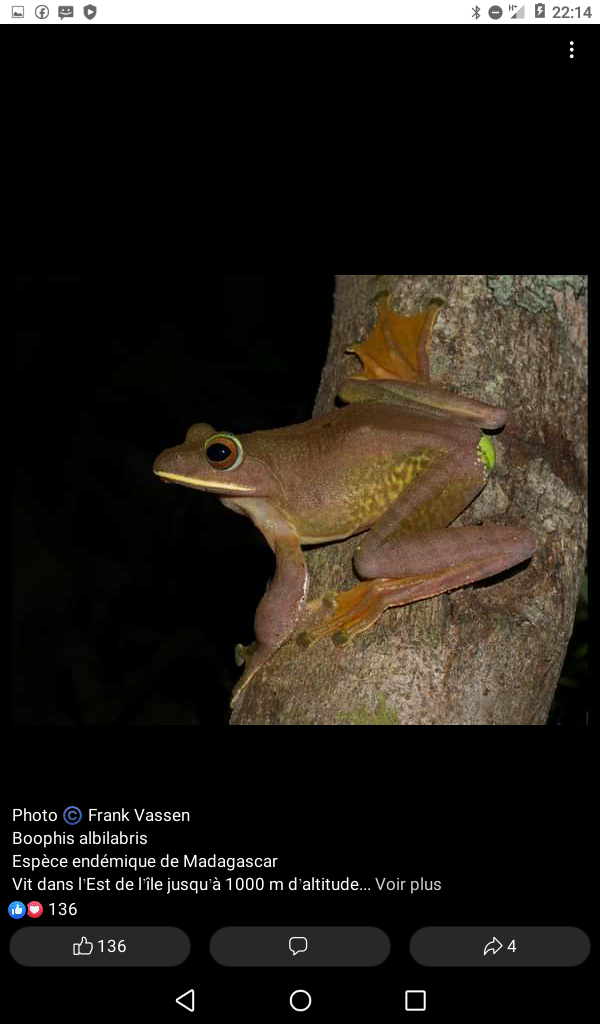 22:14
Photo © Frank Vassen
Boophis albilabris
Espèce endémique de Madagascar
Vit dans l'Est de l'île jusqu'à 1000 m d'altitude... Voir plus
136
136
4